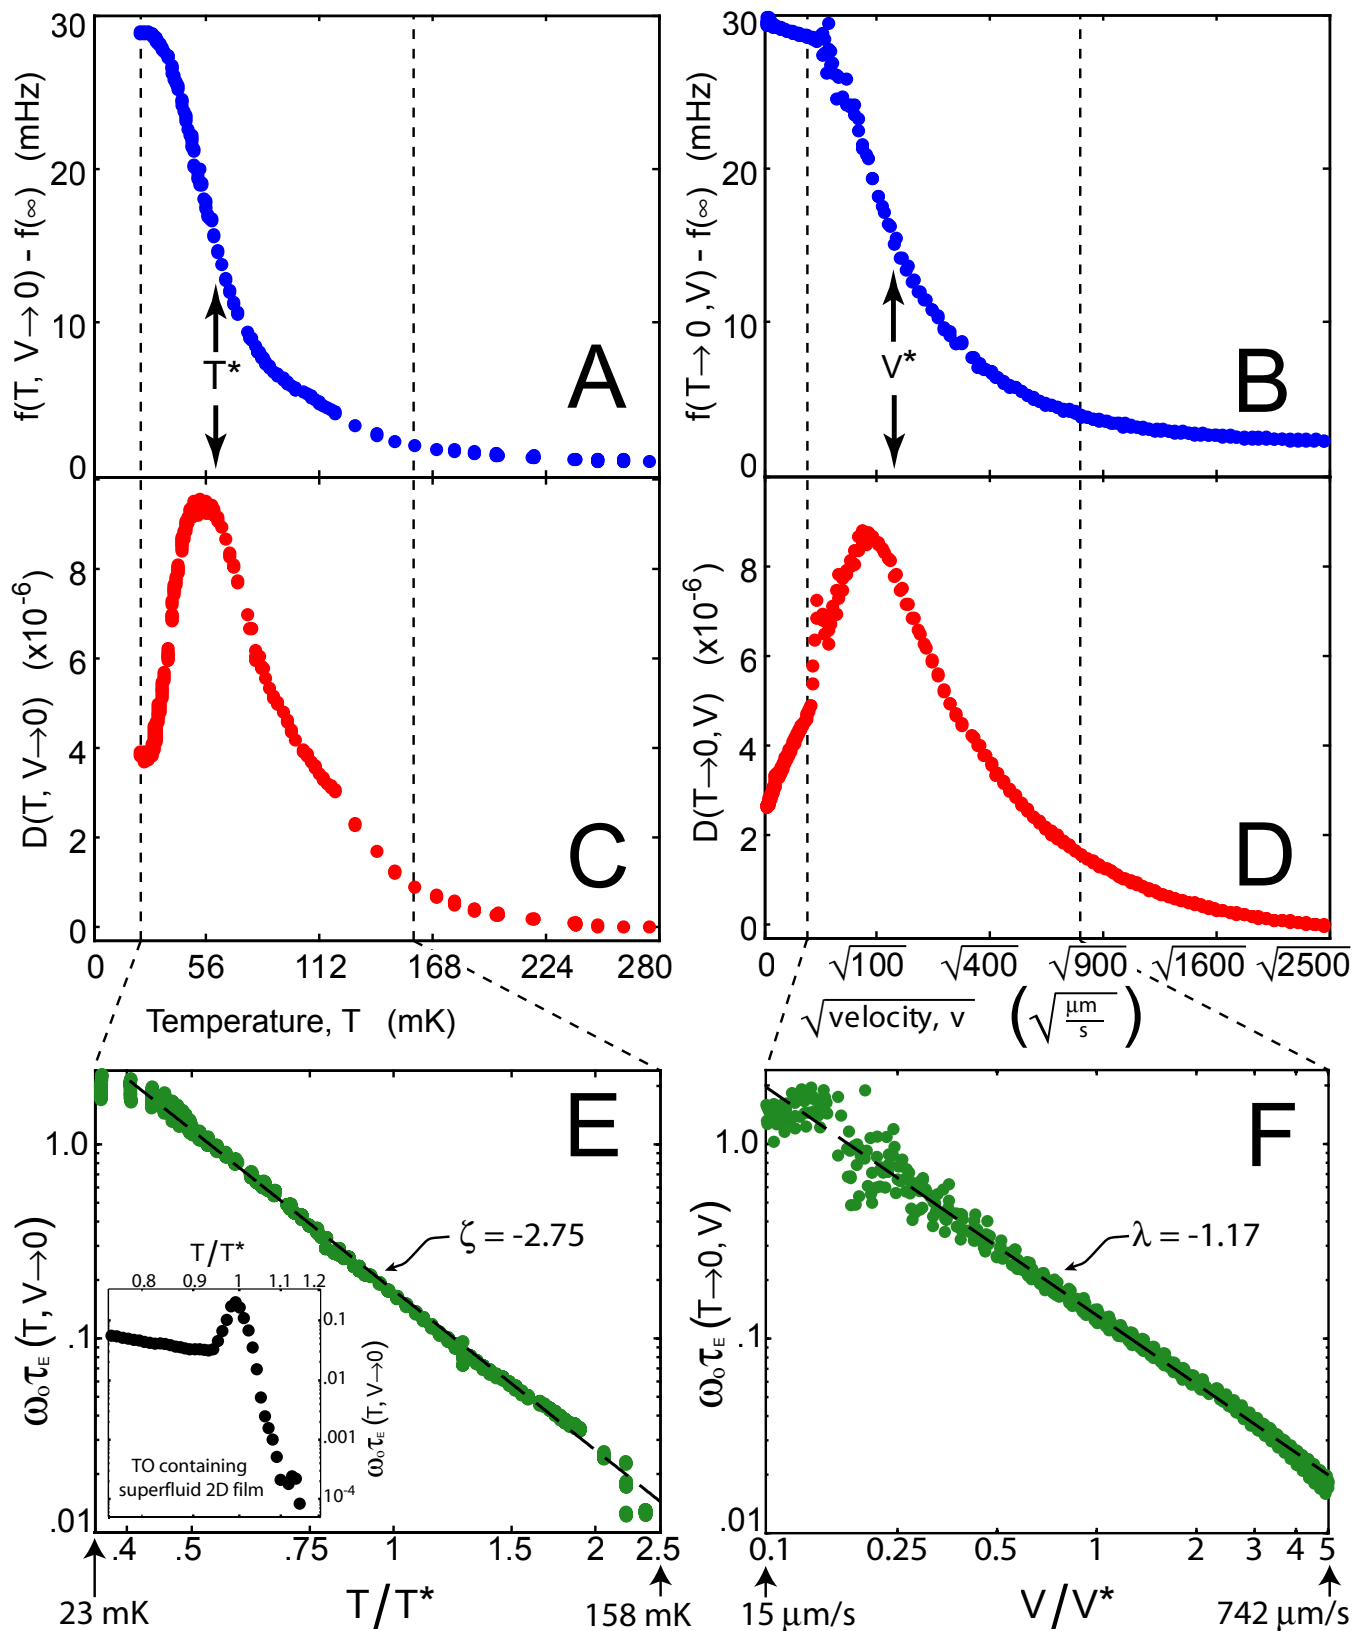 30
20
10
0
f(T, V→0) - f(∞) (mHz)
T*
A
30
20
10
0
f(T→0,V) - f(∞) (mHz)
V*
B
8
6
4
2
0
D(T, V→0) (x10-6)
C
0 56 112 168 224 280
Temperature, T (mK)
8
6
4
2
0
D(T→0,V) (x10-6)
D
0 √100 √400 √900 √1600 √2500
√velocity, v (√μm/s)
1.0
.1
.01
ω₀τE (T, V→0)
E
ζ = -2.75
T/T*
0.8 0.9 1 1.1 1.2
0.1
.01
.001
10-4
ω₀τE (T, V→0)
TO containing
superfluid 2D film
.4 .5 .75 1 1.5 2 2.5
T/T*
23 mK 158 mK
1.0
.1
.01
ω₀τE (T→0, V)
F
λ = -1.17
0.1 0.25 0.5 1 2 3 4 5
V/V*
15 μm/s 742 μm/s